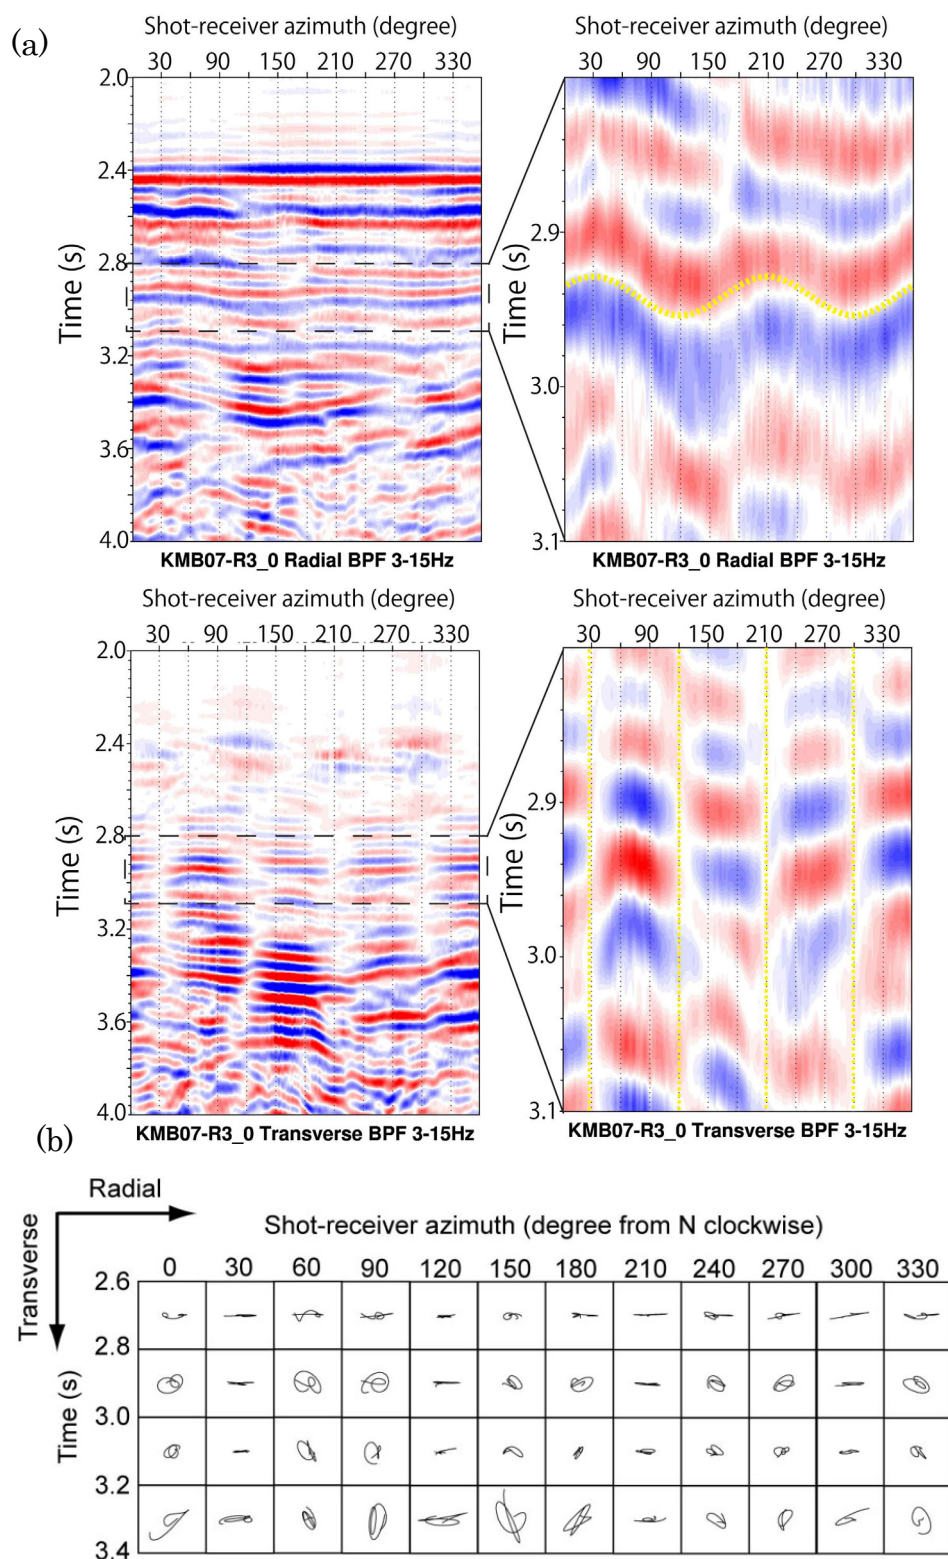 (a)
Shot-receiver azimuth (degree)
30 90 150 210 270 330
Time (s)
2.0
2.4
2.8
3.2
3.6
4.0
KMB07-R3_0 Radial BPF 3-15Hz
Shot-receiver azimuth (degree)
30 90 150 210 270 330
Time (s)
2.9
3.0
3.1
KMB07-R3_0 Radial BPF 3-15Hz
Shot-receiver azimuth (degree)
30 90 150 210 270 330
Time (s)
2.0
2.4
2.8
3.2
3.6
4.0
KMB07-R3_0 Transverse BPF 3-15Hz
Shot-receiver azimuth (degree)
30 90 150 210 270 330
Time (s)
2.9
3.0
3.1
KMB07-R3_0 Transverse BPF 3-15Hz
(b)
Radial
Transverse
Shot-receiver azimuth (degree from N clockwise)
0 30 60 90 120 150 180 210 240 270 300 330
Time (s)
2.6
2.8
3.0
3.2
3.4